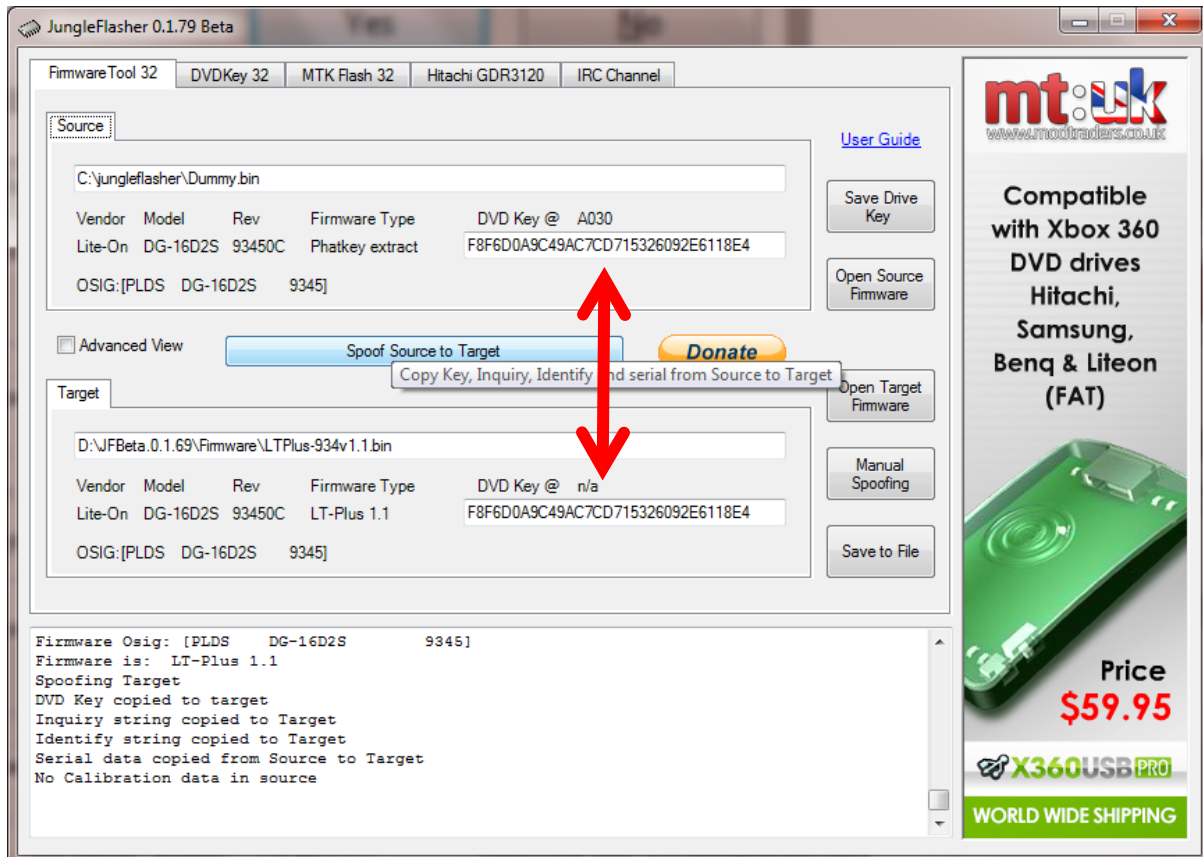 JungleFlasher 0.1.79 Beta
Yes No
FirmwareTool 32 DVDKey 32 MTK Flash 32 Hitachi GDR3120 IRC Channel
Source
User Guide
C:\jungleflasher\Dummy.bin
Save Drive Key
Vendor Model Rev Firmware Type DVD Key @ A030
Lite-On DG-16D2S 93450C Phatkey extract F8F6D0A9C49AC7CD715326092E6118E4
OSIG:[PLDS DG-16D2S 9345]
Open Source Firmware
Advanced View
Spoof Source to Target
Donate
Copy Key, Inquiry, Identify and serial from Source to Target
Target
Open Target Firmware
D:\JFBeta.0.1.69\Firmware\LTPlus-934v1.1.bin
Vendor Model Rev Firmware Type DVD Key @ n/a
Manual Spoofing
Lite-On DG-16D2S 93450C LT-Plus 1.1 F8F6D0A9C49AC7CD715326092E6118E4
OSIG:[PLDS DG-16D2S 9345]
Save to File
Firmware Osig: [PLDS DG-16D2S 9345]
Firmware is: LT-Plus 1.1
Spoofing Target
DVD Key copied to target
Inquiry string copied to Target
Identify string copied to Target
Serial data copied from Source to Target
No Calibration data in source
mt:uk
www.modtraders.co.uk
Compatible
with Xbox 360
DVD drives
Hitachi,
Samsung,
Benq & Liteon
(FAT)
Price
$59.95
X360USB PRO
WORLD WIDE SHIPPING